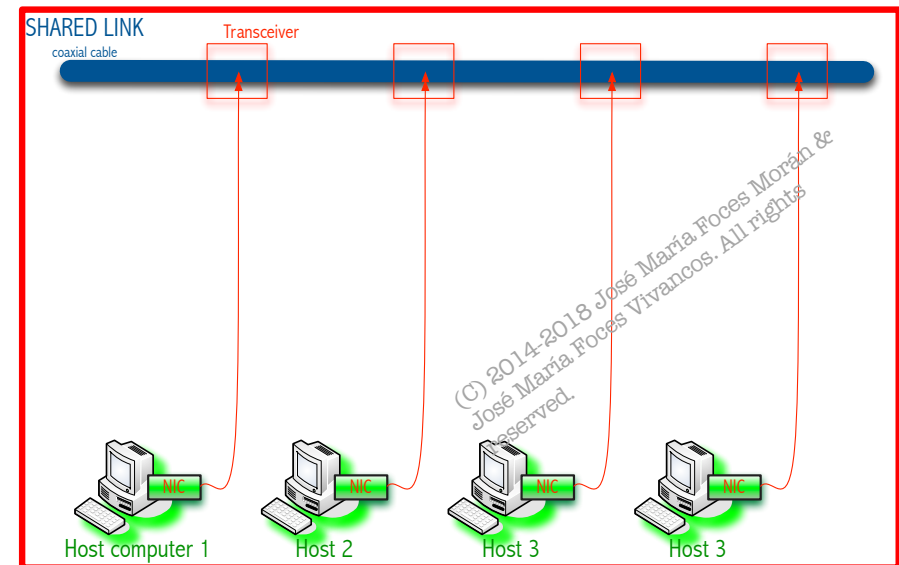 SHARED LINK
Transceiver
coaxial cable
(C) 2014-2018 José María Foces Morán &
José María Foces Vivancos. All rights
reserved.
NIC
NIC
NIC
NIC
Host computer 1
Host 2
Host 3
Host 3